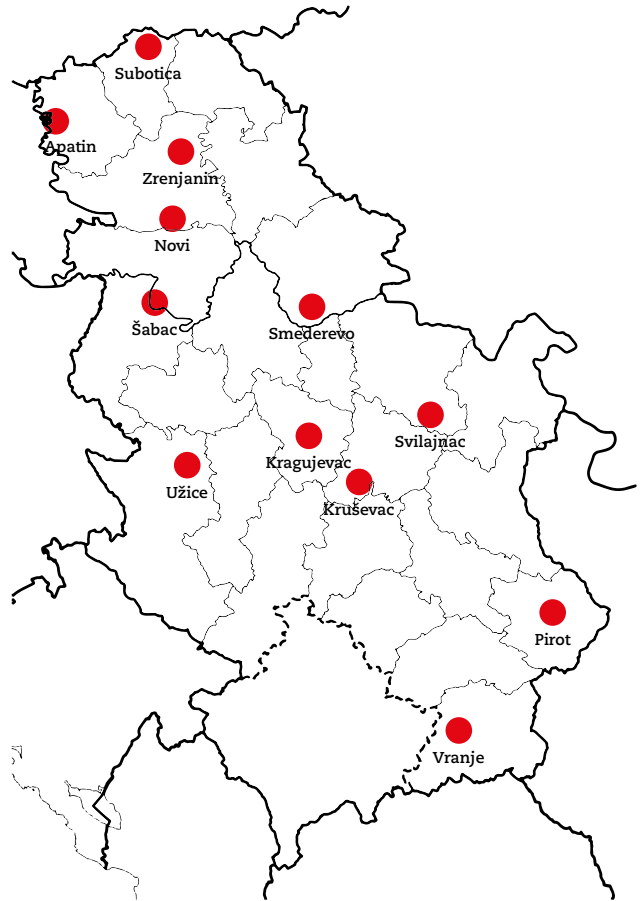 Subotica
Apatin
Zrenjanin
Novi
Šabac
Smederevo
Svilajnac
Kragujevac
Užice
Kruševac
Pirot
Vranje